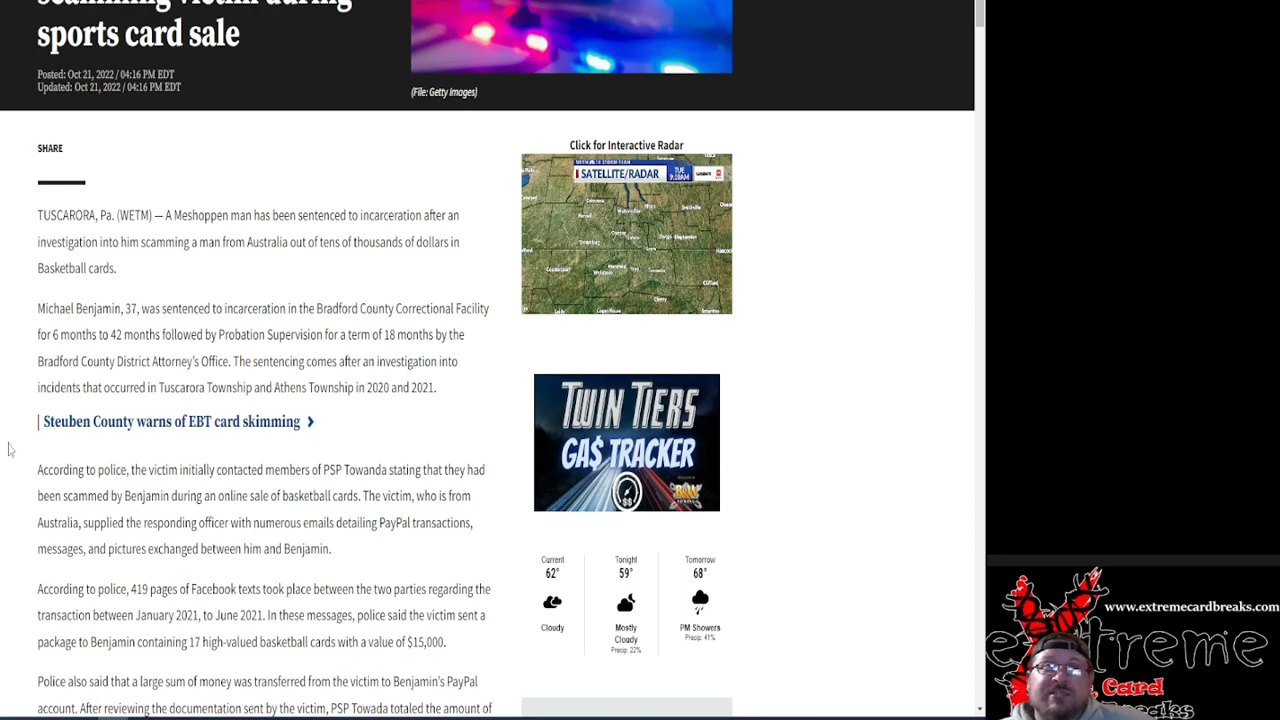 scamming victim during
sports card sale
Posted: Oct 21, 2022 / 04:16 PM EDT
Updated: Oct 21, 2022 / 04:16 PM EDT
(File: Getty Images)
SHARE
TUSCARORA, Pa. (WETM) — A Meshoppen man has been sentenced to incarceration after an
investigation into him scamming a man from Australia out of tens of thousands of dollars in
Basketball cards.
Michael Benjamin, 37, was sentenced to incarceration in the Bradford County Correctional Facility
for 6 months to 42 months followed by Probation Supervision for a term of 18 months by the
Bradford County District Attorney's Office. The sentencing comes after an investigation into
incidents that occurred in Tuscarora Township and Athens Township in 2020 and 2021.
Steuben County warns of EBT card skimming
According to police, the victim initially contacted members of PSP Towanda stating that they had
been scammed by Benjamin during an online sale of basketball cards. The victim, who is from
Australia, supplied the responding officer with numerous emails detailing PayPal transactions,
messages, and pictures exchanged between him and Benjamin.
According to police, 419 pages of Facebook texts took place between the two parties regarding the
transaction between January 2021, to June 2021. In these messages, police said the victim sent a
package to Benjamin containing 17 high-valued basketball cards with a value of $15,000.
Police also said that a large sum of money was transferred from the victim to Benjamin's PayPal
account. After reviewing the documentation sent by the victim, PSP Towada totaled the amount of
Click for Interactive Radar
SATELLITE/RADAR
TUE
9:58AM
TWIN TIERS
GA$ TRACKER
Current
62°
Cloudy
Tonight
59°
Mostly
Cloudy
Precip: 22%
Tomorrow
68°
PM Showers
Precip: 41%
www.extremecardbreaks.com
extreme
Card
Breaks